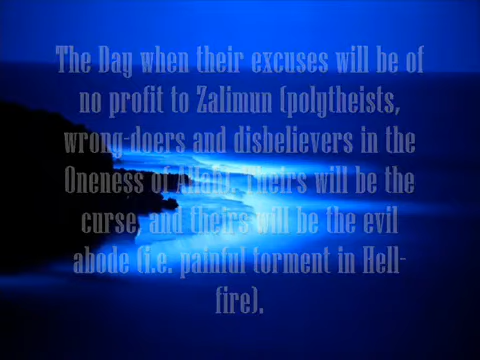 The Day when their excuses will be of
no profit to Zalimun (polytheists,
wrong-doers and disbelievers in the
Oneness of Allah). Theirs will be the
curse, and theirs will be the evil
abode (i.e. painful torment in Hell-
fire).